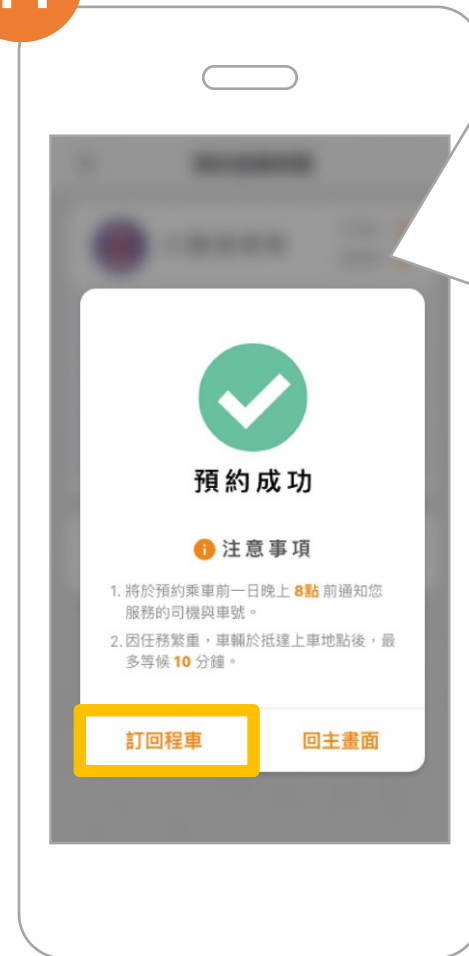 預約成功
注意事項
1. 將於預約乘車前一日晚上 8點 前通知您
服務的司機與車號。
2. 因任務繁重，車輛於抵達上車地點後，最
多等候 10 分鐘。
訂回程車 回主畫面